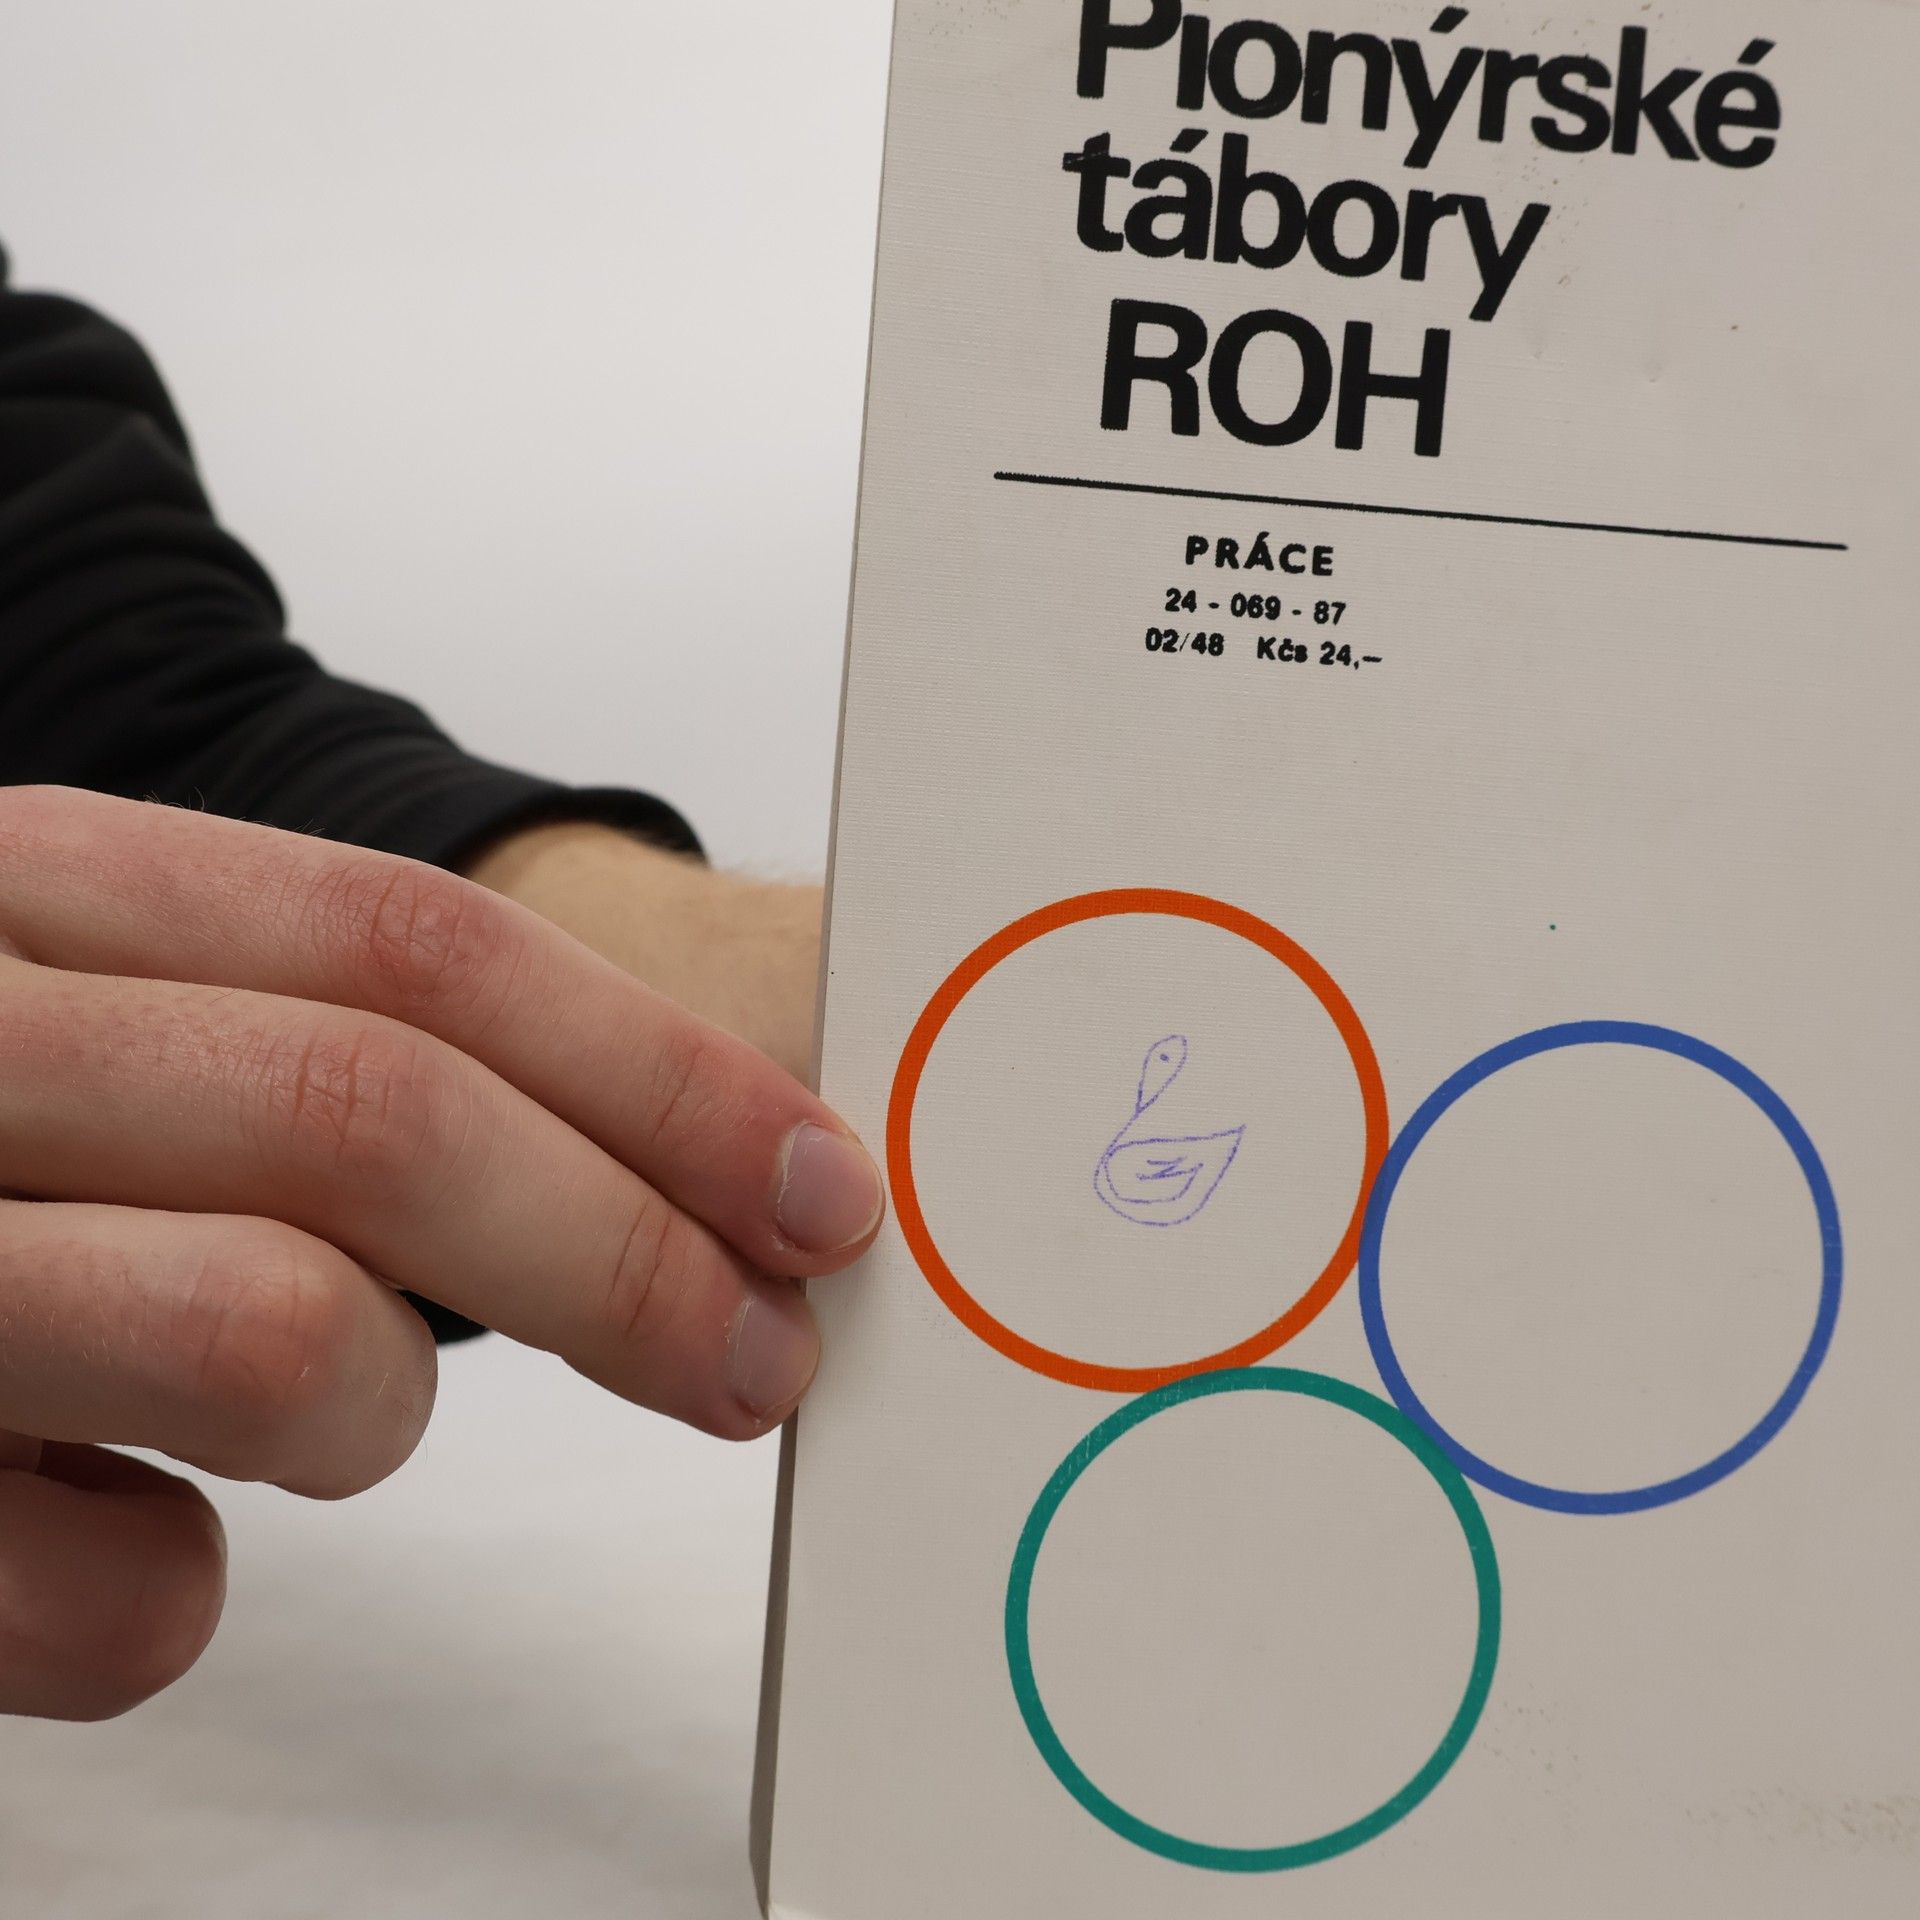 Pionýrské
tábory
ROH
PRÁCE
24 - 069 - 87
02/48 Kčs 24,–